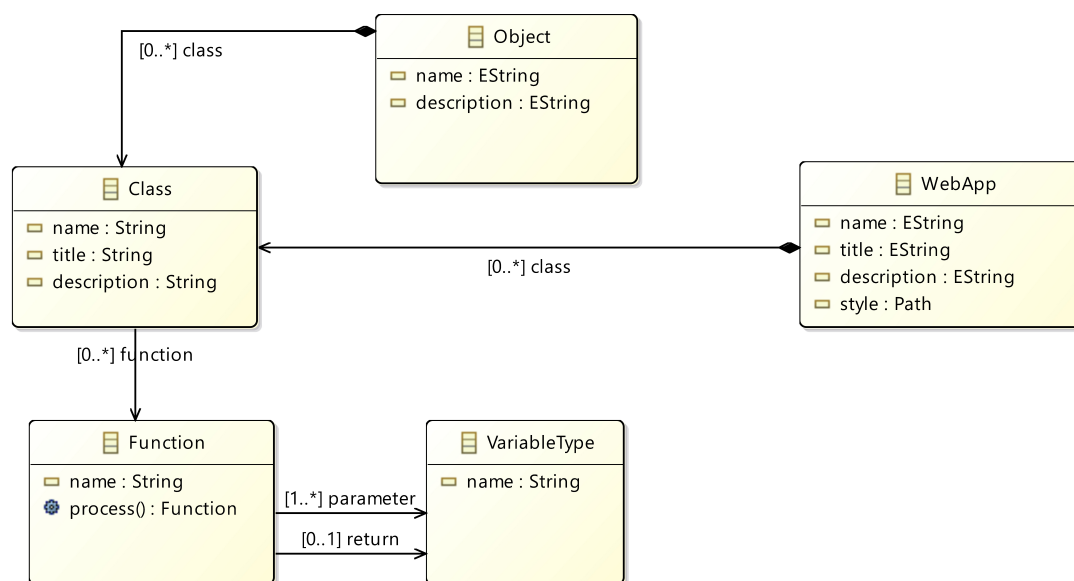 Object
name : EString
description : EString
[0..*] class
Class
name : String
title : String
description : String
WebApp
name : EString
title : EString
description : EString
style : Path
[0..*] class
[0..*] function
Function
name : String
process() : Function
VariableType
name : String
[1..*] parameter
[0..1] return